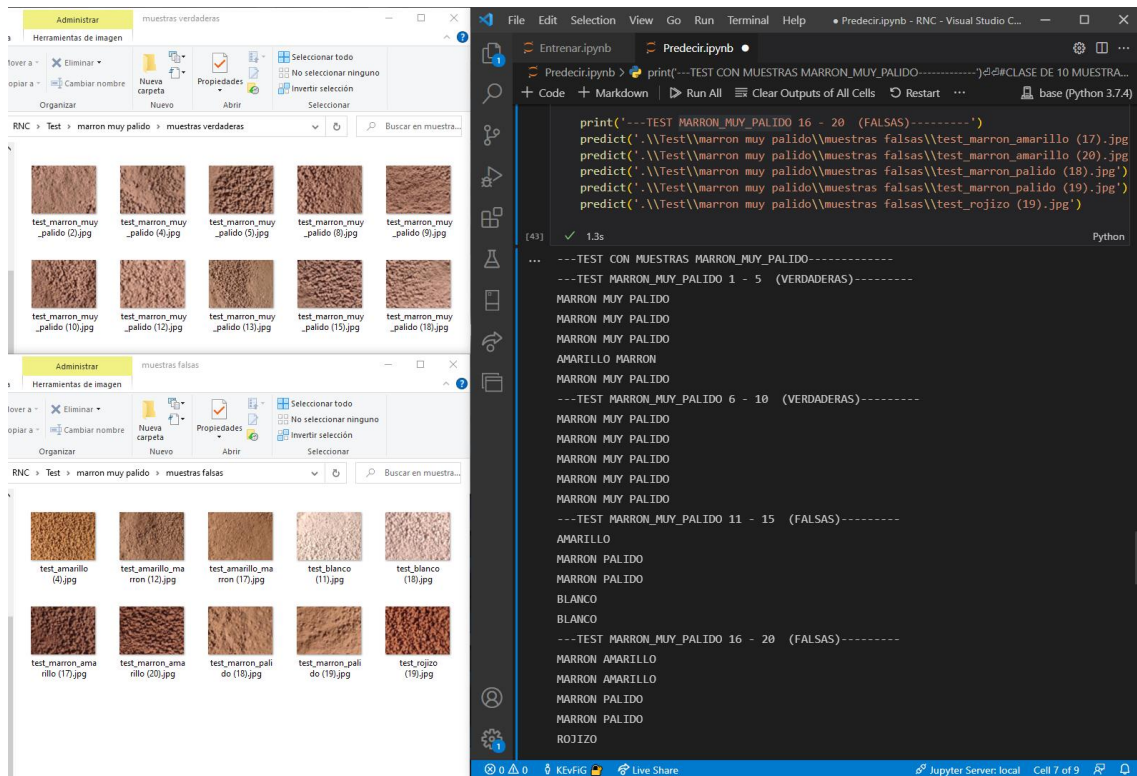 Administrar
muestras verdaderas
Herramientas de imagen
Mover a
Eliminar
Copiar a
Cambiar nombre
Nueva carpeta
Propiedades
Seleccionar todo
No seleccionar ninguno
Invertir selección
Organizar
Nuevo
Abrir
Seleccionar
RNC > Test > marron muy palido > muestras verdaderas
Buscar en muestra...
test_marron_muy_palido (2).jpg
test_marron_muy_palido (4).jpg
test_marron_muy_palido (5).jpg
test_marron_muy_palido (8).jpg
test_marron_muy_palido (9).jpg
test_marron_muy_palido (10).jpg
test_marron_muy_palido (12).jpg
test_marron_muy_palido (13).jpg
test_marron_muy_palido (15).jpg
test_marron_muy_palido (18).jpg
Administrar
muestras falsas
Herramientas de imagen
lover a
Eliminar
opiar a
Cambiar nombre
Nueva carpeta
Propiedades
Seleccionar todo
No seleccionar ninguno
Invertir selección
Organizar
Nuevo
Abrir
Seleccionar
RNC > Test > marron muy palido > muestras falsas
Buscar en muestra...
test_amarillo (4).jpg
test_amarillo_marron (12).jpg
test_amarillo_marron (17).jpg
test_blanco (11).jpg
test_blanco (18).jpg
test_marron_amarillo (17).jpg
test_marron_amarillo (20).jpg
test_marron_palido (18).jpg
test_marron_palido (19).jpg
test_rojizo (19).jpg
File Edit Selection View Go Run Terminal Help
● Predecir.ipynb - RNC - Visual Studio C...
Entrenar.ipynb
Predecir.ipynb ●
Predecir.ipynb > print('---TEST CON MUESTRAS MARRON_MUY_PALIDO-------------')⏎⏎#CLASE DE 10 MUESTRA...
+ Code + Markdown | Run All Clear Outputs of All Cells Restart ... base (Python 3.7.4)
print('---TEST MARRON_MUY_PALIDO 16 - 20  (FALSAS)---------')
predict('.\\Test\\marron muy palido\\muestras falsas\\test_marron_amarillo (17).jpg
predict('.\\Test\\marron muy palido\\muestras falsas\\test_marron_amarillo (20).jpg
predict('.\\Test\\marron muy palido\\muestras falsas\\test_marron_palido (18).jpg')
predict('.\\Test\\marron muy palido\\muestras falsas\\test_marron_palido (19).jpg')
predict('.\\Test\\marron muy palido\\muestras falsas\\test_rojizo (19).jpg')
[43] ✓ 1.3s Python
... ---TEST CON MUESTRAS MARRON_MUY_PALIDO-------------
---TEST MARRON_MUY_PALIDO 1 - 5  (VERDADERAS)---------
MARRON MUY PALIDO
MARRON MUY PALIDO
MARRON MUY PALIDO
AMARILLO MARRON
MARRON MUY PALIDO
---TEST MARRON_MUY_PALIDO 6 - 10  (VERDADERAS)---------
MARRON MUY PALIDO
MARRON MUY PALIDO
MARRON MUY PALIDO
MARRON MUY PALIDO
MARRON MUY PALIDO
---TEST MARRON_MUY_PALIDO 11 - 15  (FALSAS)---------
AMARILLO
MARRON PALIDO
MARRON PALIDO
BLANCO
BLANCO
---TEST MARRON_MUY_PALIDO 16 - 20  (FALSAS)---------
MARRON AMARILLO
MARRON AMARILLO
MARRON PALIDO
MARRON PALIDO
ROJIZO
1
1
0 0 KEvFiG Live Share
Jupyter Server: local Cell 7 of 9